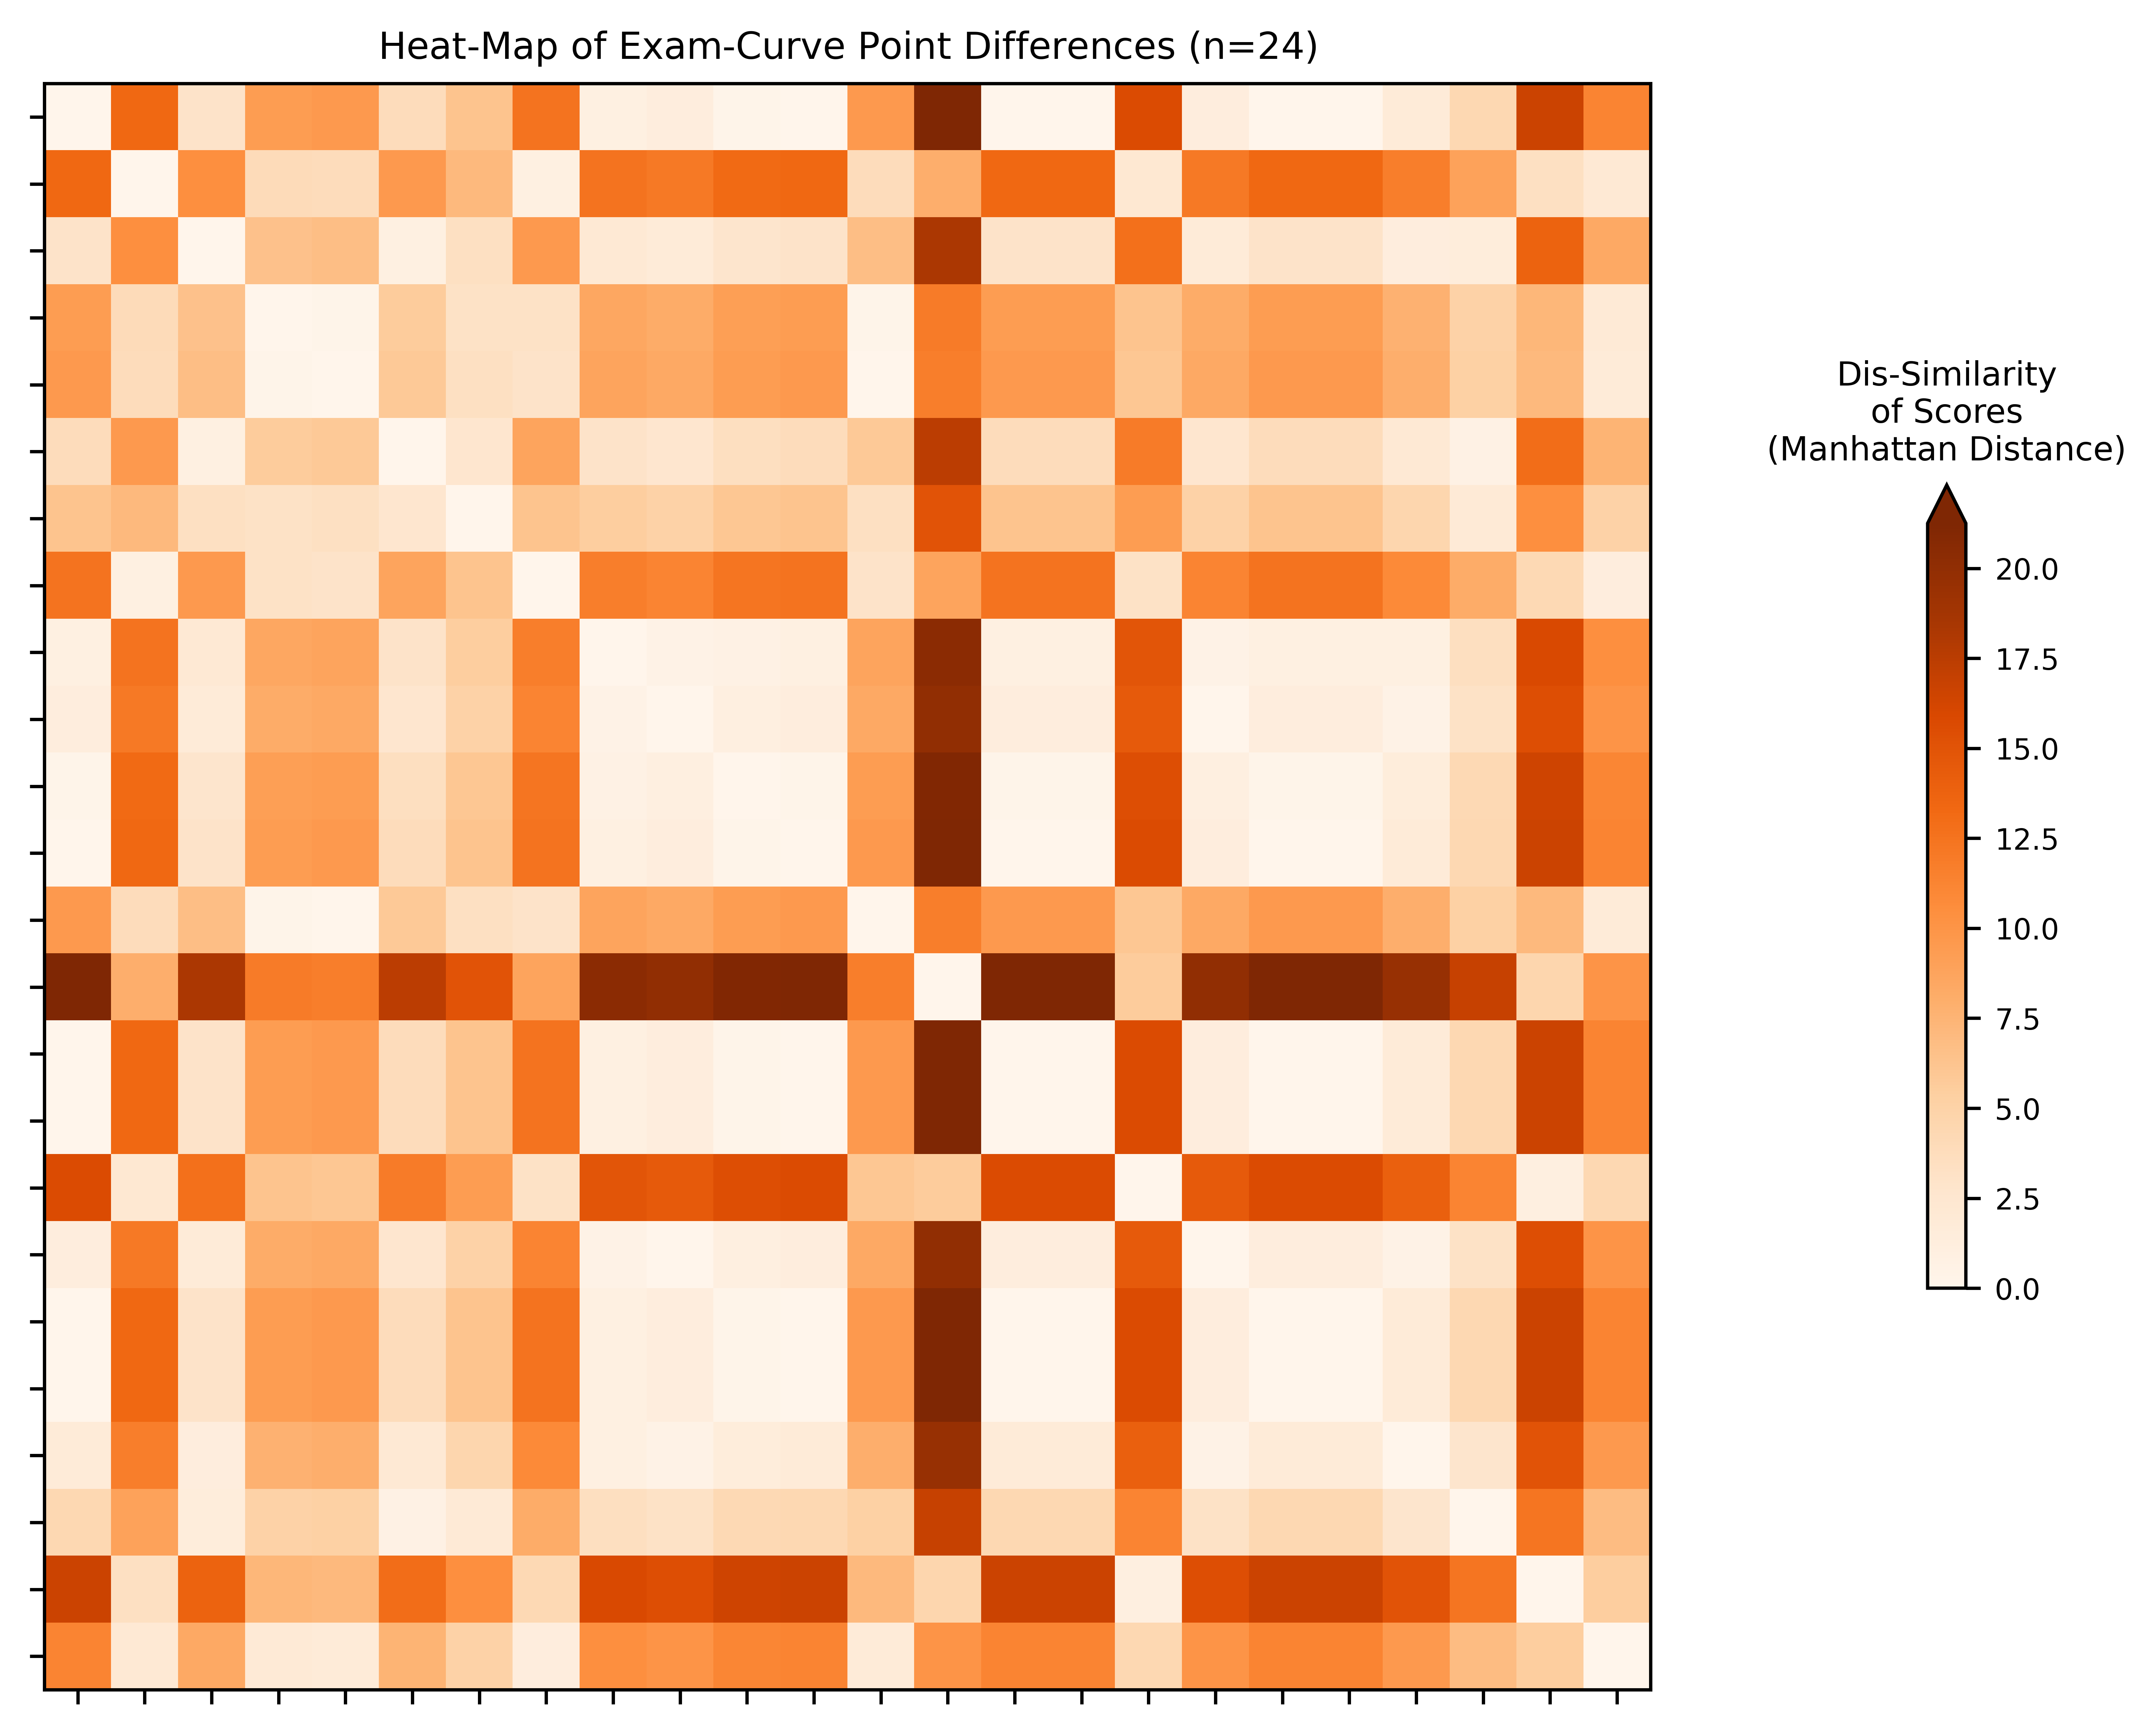 Heat-Map of Exam-Curve Point Differences (n=24)
Dis-Similarity
of Scores
(Manhattan Distance)
20.0
17.5
15.0
12.5
10.0
7.5
5.0
2.5
0.0